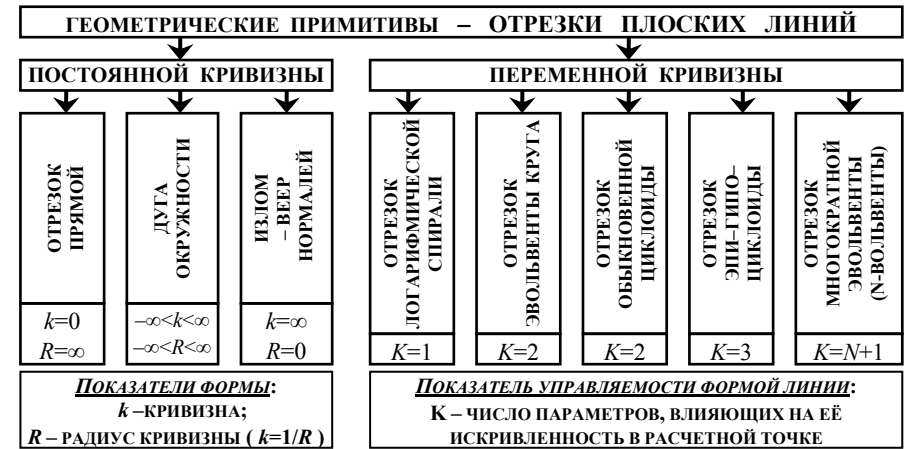 ГЕОМЕТРИЧЕСКИЕ ПРИМИТИВЫ – ОТРЕЗКИ ПЛОСКИХ ЛИНИЙ
ПОСТОЯННОЙ КРИВИЗНЫ
ПЕРЕМЕННОЙ КРИВИЗНЫ
ОТРЕЗОК
ПРЯМОЙ
ДУГА
ОКРУЖНОСТИ
ИЗЛОМ
– ВЕЕР
НОРМАЛЕЙ
ОТРЕЗОК
ЛОГАРИФМИЧЕСКОЙ
СПИРАЛИ
ОТРЕЗОК
ЭВОЛЬВЕНТЫ КРУГА
ОТРЕЗОК
ОБЫКНОВЕННОЙ
ЦИКЛОИДЫ
ОТРЕЗОК
ЭПИ–ГИПО–
ЦИКЛОИДЫ
ОТРЕЗОК
МНОГОКРАТНОЙ
ЭВОЛЬВЕНТЫ
(N-ВОЛЬВЕНТЫ)
k=0
R=∞
–∞<k<∞
–∞<R<∞
k=∞
R=0
K=1
K=2
K=2
K=3
K=N+1
ПОКАЗАТЕЛИ ФОРМЫ:
k –КРИВИЗНА;
R – РАДИУС КРИВИЗНЫ ( k=1/R )
ПОКАЗАТЕЛЬ УПРАВЛЯЕМОСТИ ФОРМОЙ ЛИНИИ:
K – ЧИСЛО ПАРАМЕТРОВ, ВЛИЯЮЩИХ НА ЕЁ
ИСКРИВЛЕННОСТЬ В РАСЧЕТНОЙ ТОЧКЕ